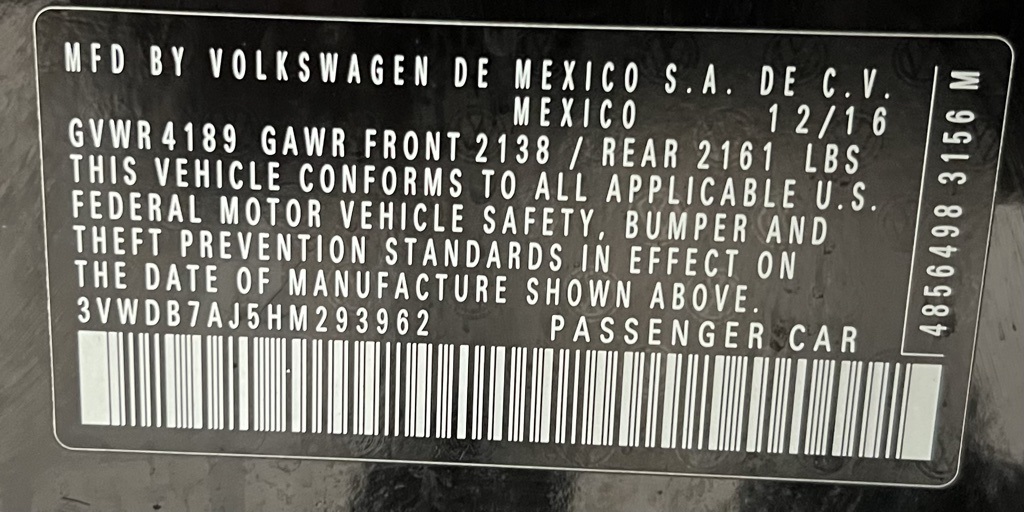 MFD BY VOLKSWAGEN DE MEXICO S.A. DE C.V.
MEXICO 12/16
GVWR 4189 GAWR FRONT 2138 / REAR 2161 LBS
THIS VEHICLE CONFORMS TO ALL APPLICABLE U.S.
FEDERAL MOTOR VEHICLE SAFETY, BUMPER AND
THEFT PREVENTION STANDARDS IN EFFECT ON
THE DATE OF MANUFACTURE SHOWN ABOVE.
3VWDB7AJ5HM293962 PASSENGER CAR
4856498 3156 M